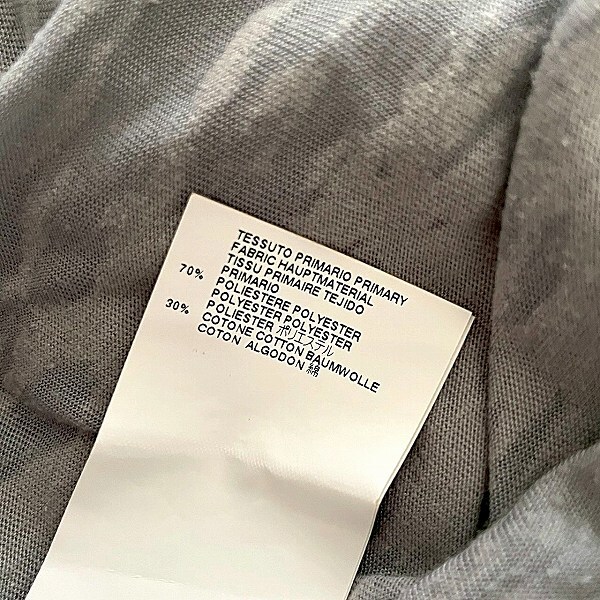 TESSUTO PRIMARIO PRIMARY
FABRIC HAUPTMATERIAL
TISSU PRIMAIRE TEJIDO
PRIMARIO
70% POLIESTERE POLYESTER
POLYESTER POLYESTER
POLIESTER ポリエステル
30% COTONE COTTON BAUMWOLLE
COTON ALGODON 綿